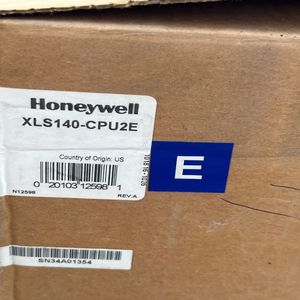 Honeywell
XLS140-CPU2E
Country of Origin: US
0 20103 12598 1
N12598
REV:A
E
SN34A01354